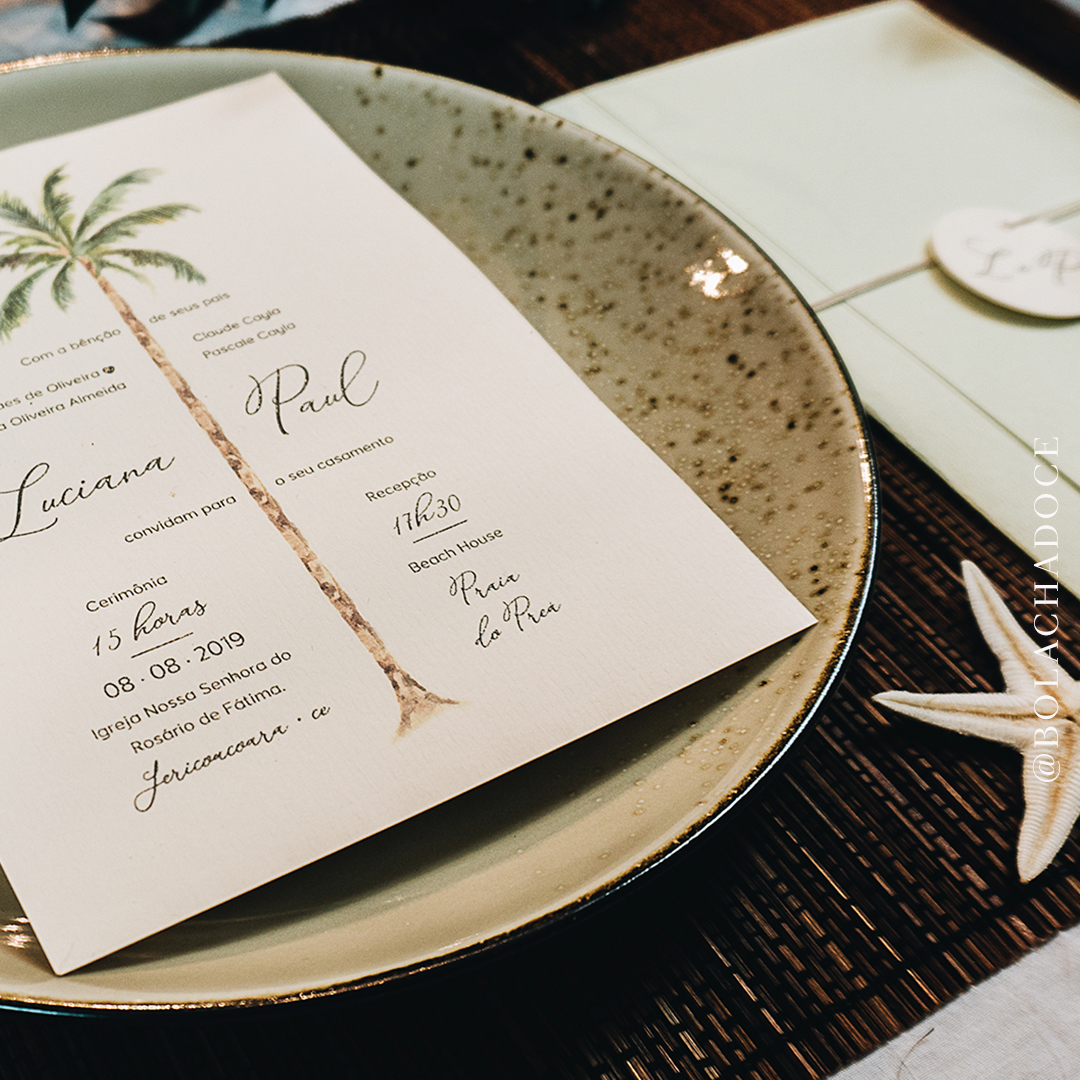 Com a bênção de seus pais
de Oliveira
Oliveira Almeida
Claude Cayla
Pascale Cayla
Luciana
Paul
convidam para o seu casamento
Cerimônia
15 horas
08 · 08 · 2019
Igreja Nossa Senhora do
Rosário de Fátima.
Jericoacoara · ce
Recepção
17h30
Beach House
Praia
do Preá
@BOLACHADOCE